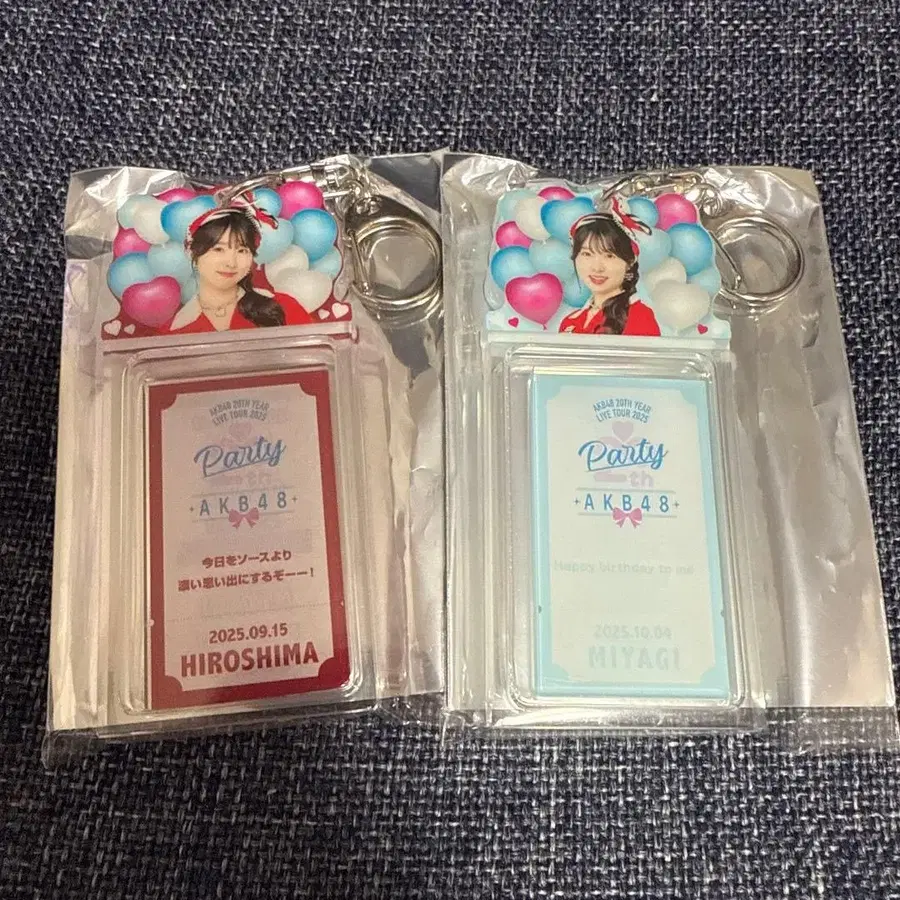 AKB48 20TH YEAR
LIVE TOUR 2025
Party
th
AKB48
今日をソースより
濃い思い出にするぞーー!
2025.09.15
HIROSHIMA
AKB48 20TH YEAR
LIVE TOUR 2025
Party
th
AKB48
Happy birthday to me
2025.10.04
MIYAGI